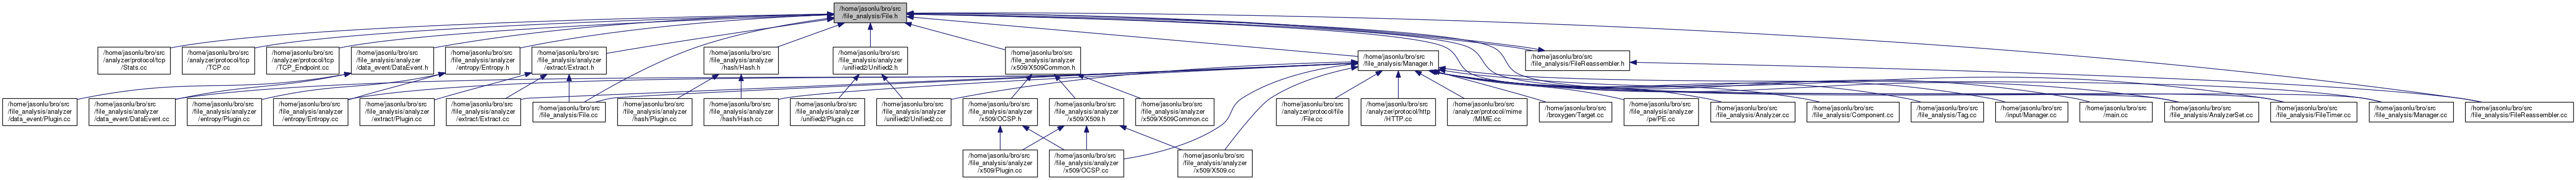 /home/jasonlu/bro/src
/file_analysis/File.h
/home/jasonlu/bro/src
/analyzer/protocol/tcp
/Stats.cc
/home/jasonlu/bro/src
/analyzer/protocol/tcp
/TCP.cc
/home/jasonlu/bro/src
/analyzer/protocol/tcp
/TCP_Endpoint.cc
/home/jasonlu/bro/src
/file_analysis/analyzer
/data_event/DataEvent.h
/home/jasonlu/bro/src
/file_analysis/analyzer
/entropy/Entropy.h
/home/jasonlu/bro/src
/file_analysis/analyzer
/extract/Extract.h
/home/jasonlu/bro/src
/file_analysis/analyzer
/hash/Hash.h
/home/jasonlu/bro/src
/file_analysis/analyzer
/unified2/Unified2.h
/home/jasonlu/bro/src
/file_analysis/analyzer
/x509/X509Common.h
/home/jasonlu/bro/src
/file_analysis/Manager.h
/home/jasonlu/bro/src
/file_analysis/FileReassembler.h
/home/jasonlu/bro/src
/file_analysis/analyzer
/data_event/Plugin.cc
/home/jasonlu/bro/src
/file_analysis/analyzer
/data_event/DataEvent.cc
/home/jasonlu/bro/src
/file_analysis/analyzer
/entropy/Plugin.cc
/home/jasonlu/bro/src
/file_analysis/analyzer
/entropy/Entropy.cc
/home/jasonlu/bro/src
/file_analysis/analyzer
/extract/Plugin.cc
/home/jasonlu/bro/src
/file_analysis/analyzer
/extract/Extract.cc
/home/jasonlu/bro/src
/file_analysis/File.cc
/home/jasonlu/bro/src
/file_analysis/analyzer
/hash/Plugin.cc
/home/jasonlu/bro/src
/file_analysis/analyzer
/hash/Hash.cc
/home/jasonlu/bro/src
/file_analysis/analyzer
/unified2/Plugin.cc
/home/jasonlu/bro/src
/file_analysis/analyzer
/unified2/Unified2.cc
/home/jasonlu/bro/src
/file_analysis/analyzer
/x509/OCSP.h
/home/jasonlu/bro/src
/file_analysis/analyzer
/x509/X509.h
/home/jasonlu/bro/src
/file_analysis/analyzer
/x509/X509Common.cc
/home/jasonlu/bro/src
/analyzer/protocol/file
/File.cc
/home/jasonlu/bro/src
/analyzer/protocol/http
/HTTP.cc
/home/jasonlu/bro/src
/analyzer/protocol/mime
/MIME.cc
/home/jasonlu/bro/src
/broxygen/Target.cc
/home/jasonlu/bro/src
/file_analysis/analyzer
/pe/PE.cc
/home/jasonlu/bro/src
/file_analysis/Analyzer.cc
/home/jasonlu/bro/src
/file_analysis/Component.cc
/home/jasonlu/bro/src
/file_analysis/Tag.cc
/home/jasonlu/bro/src
/input/Manager.cc
/home/jasonlu/bro/src
/main.cc
/home/jasonlu/bro/src
/file_analysis/AnalyzerSet.cc
/home/jasonlu/bro/src
/file_analysis/FileTimer.cc
/home/jasonlu/bro/src
/file_analysis/Manager.cc
/home/jasonlu/bro/src
/file_analysis/FileReassembler.cc
/home/jasonlu/bro/src
/file_analysis/analyzer
/x509/Plugin.cc
/home/jasonlu/bro/src
/file_analysis/analyzer
/x509/OCSP.cc
/home/jasonlu/bro/src
/file_analysis/analyzer
/x509/X509.cc